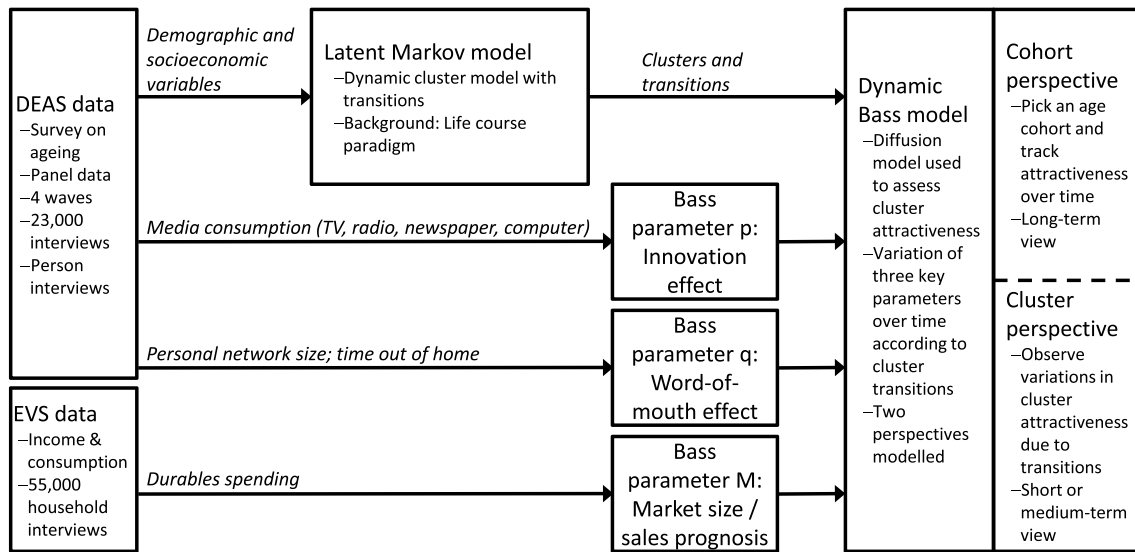 DEAS data
–Survey on
ageing
–Panel data
–4 waves
–23,000
interviews
–Person
interviews
EVS data
–Income &
consumption
–55,000
household
interviews
Demographic and
socioeconomic
variables
Latent Markov model
–Dynamic cluster model with
transitions
–Background: Life course
paradigm
Clusters and
transitions
Media consumption (TV, radio, newspaper, computer)
Bass
parameter p:
Innovation
effect
Personal network size; time out of home
Bass
parameter q:
Word-of-
mouth effect
Durables spending
Bass
parameter M:
Market size /
sales prognosis
Dynamic
Bass model
–Diffusion
model used
to assess
cluster
attractiveness
–Variation of
three key
parameters
over time
according to
cluster
transitions
–Two
perspectives
modelled
Cohort
perspective
–Pick an age
cohort and
track
attractiveness
over time
–Long-term
view
Cluster
perspective
–Observe
variations in
cluster
attractiveness
due to
transitions
–Short or
medium-term
view